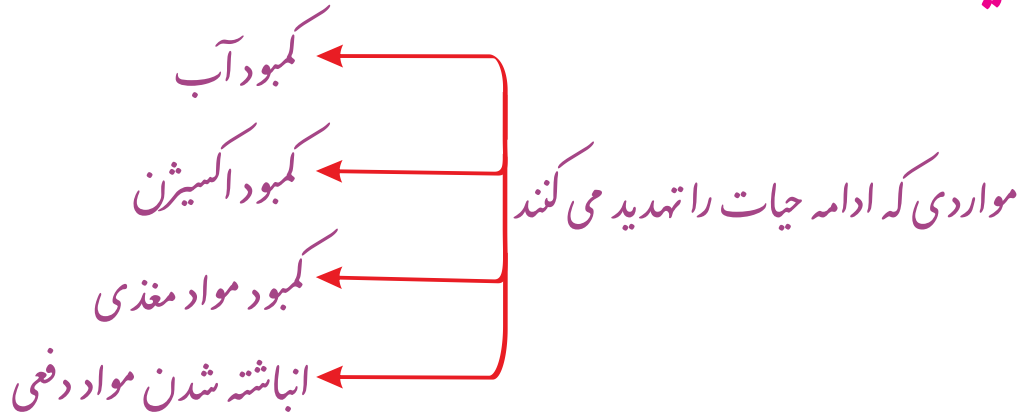 مواردی که ادامه حیات را تهدید می کنند
کمبود آب
کمبود اکسیژن
کمبود مواد مغذی
انباشته شدن مواد دفعی